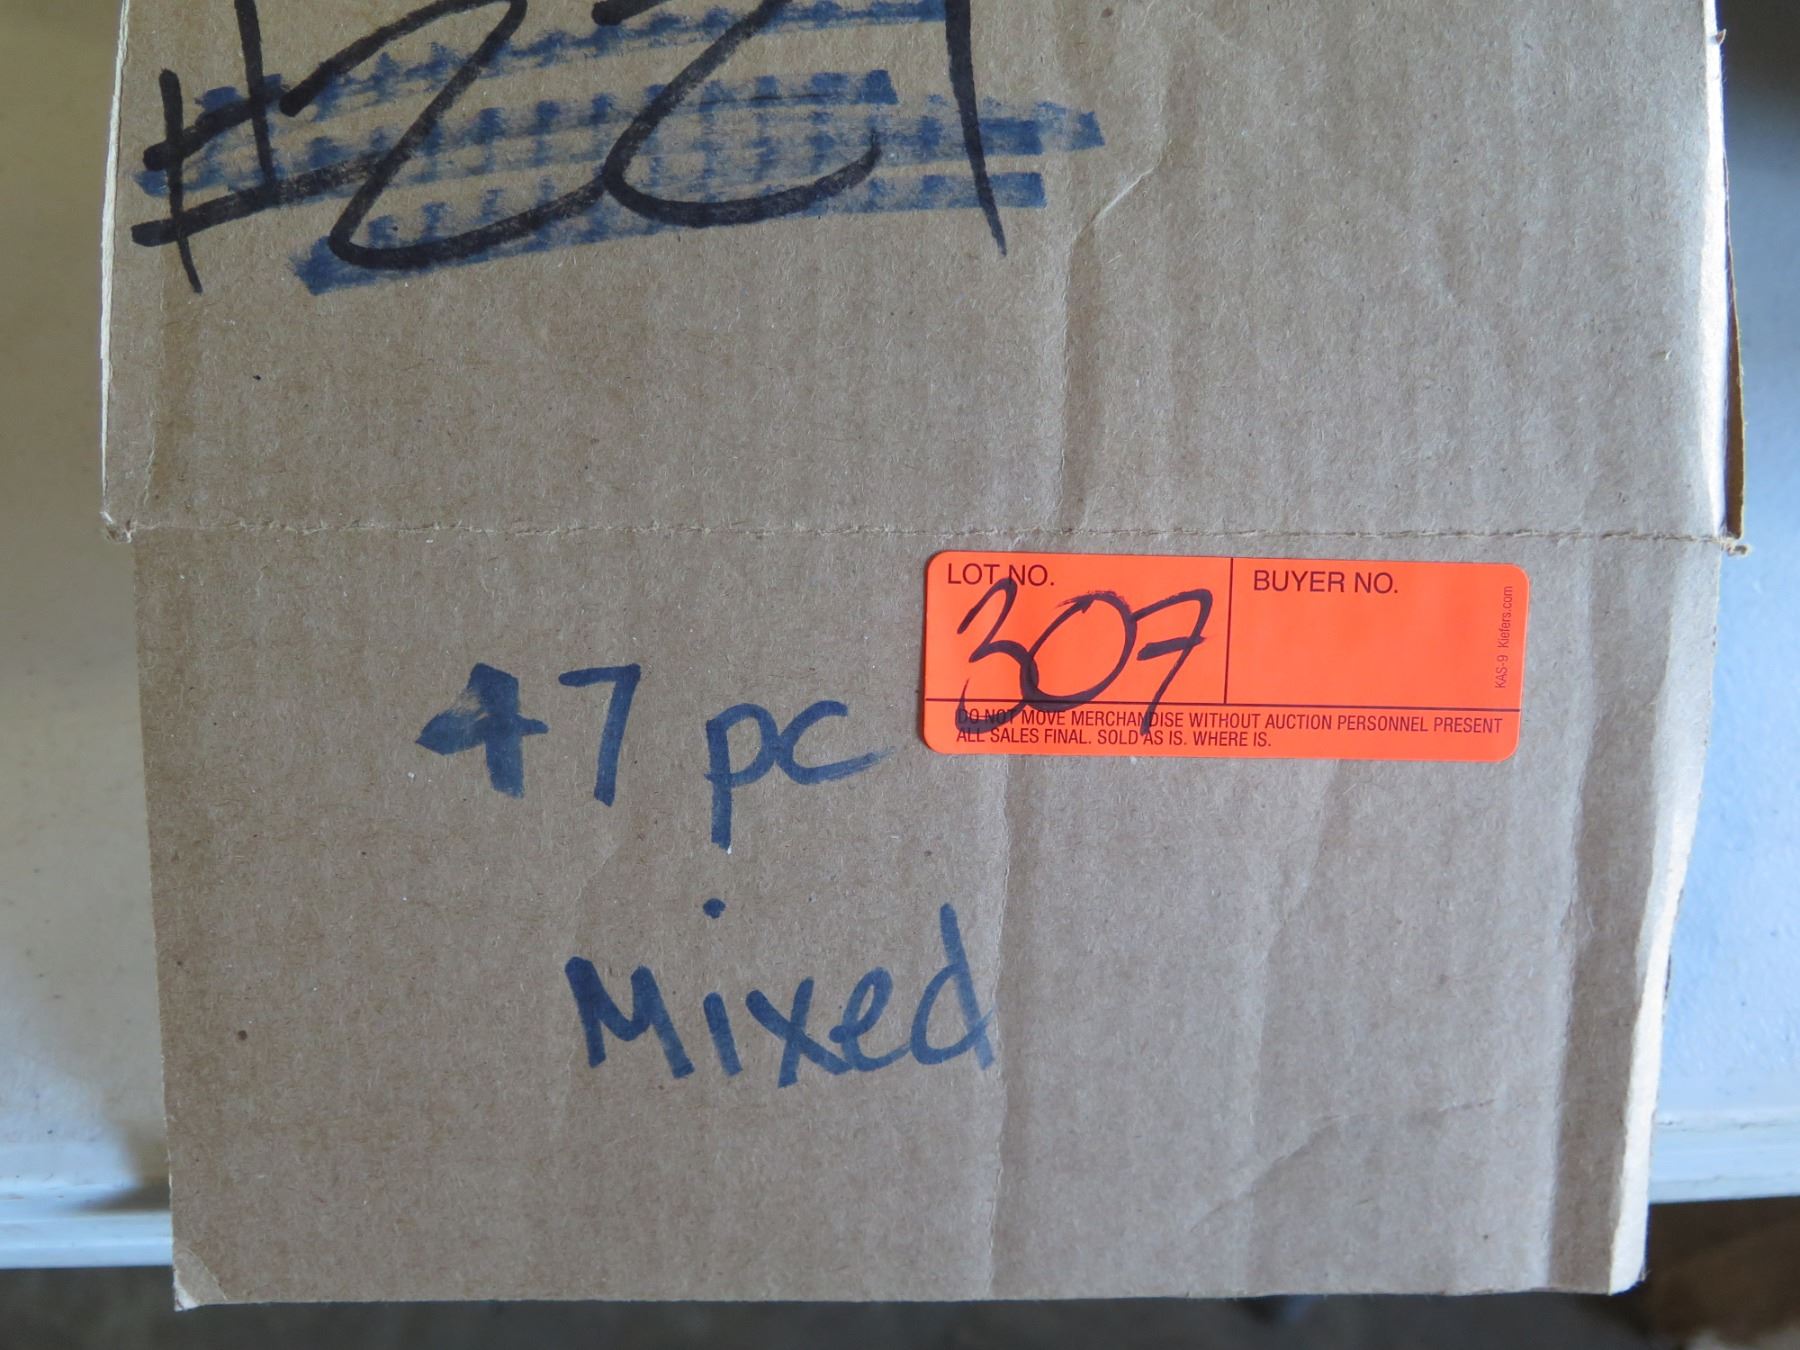 #221
LOT NO.
307
BUYER NO.
KAS-9 Kiefers.com
DO NOT MOVE MERCHANDISE WITHOUT AUCTION PERSONNEL PRESENT
ALL SALES FINAL. SOLD AS IS. WHERE IS.
47 pc
Mixed